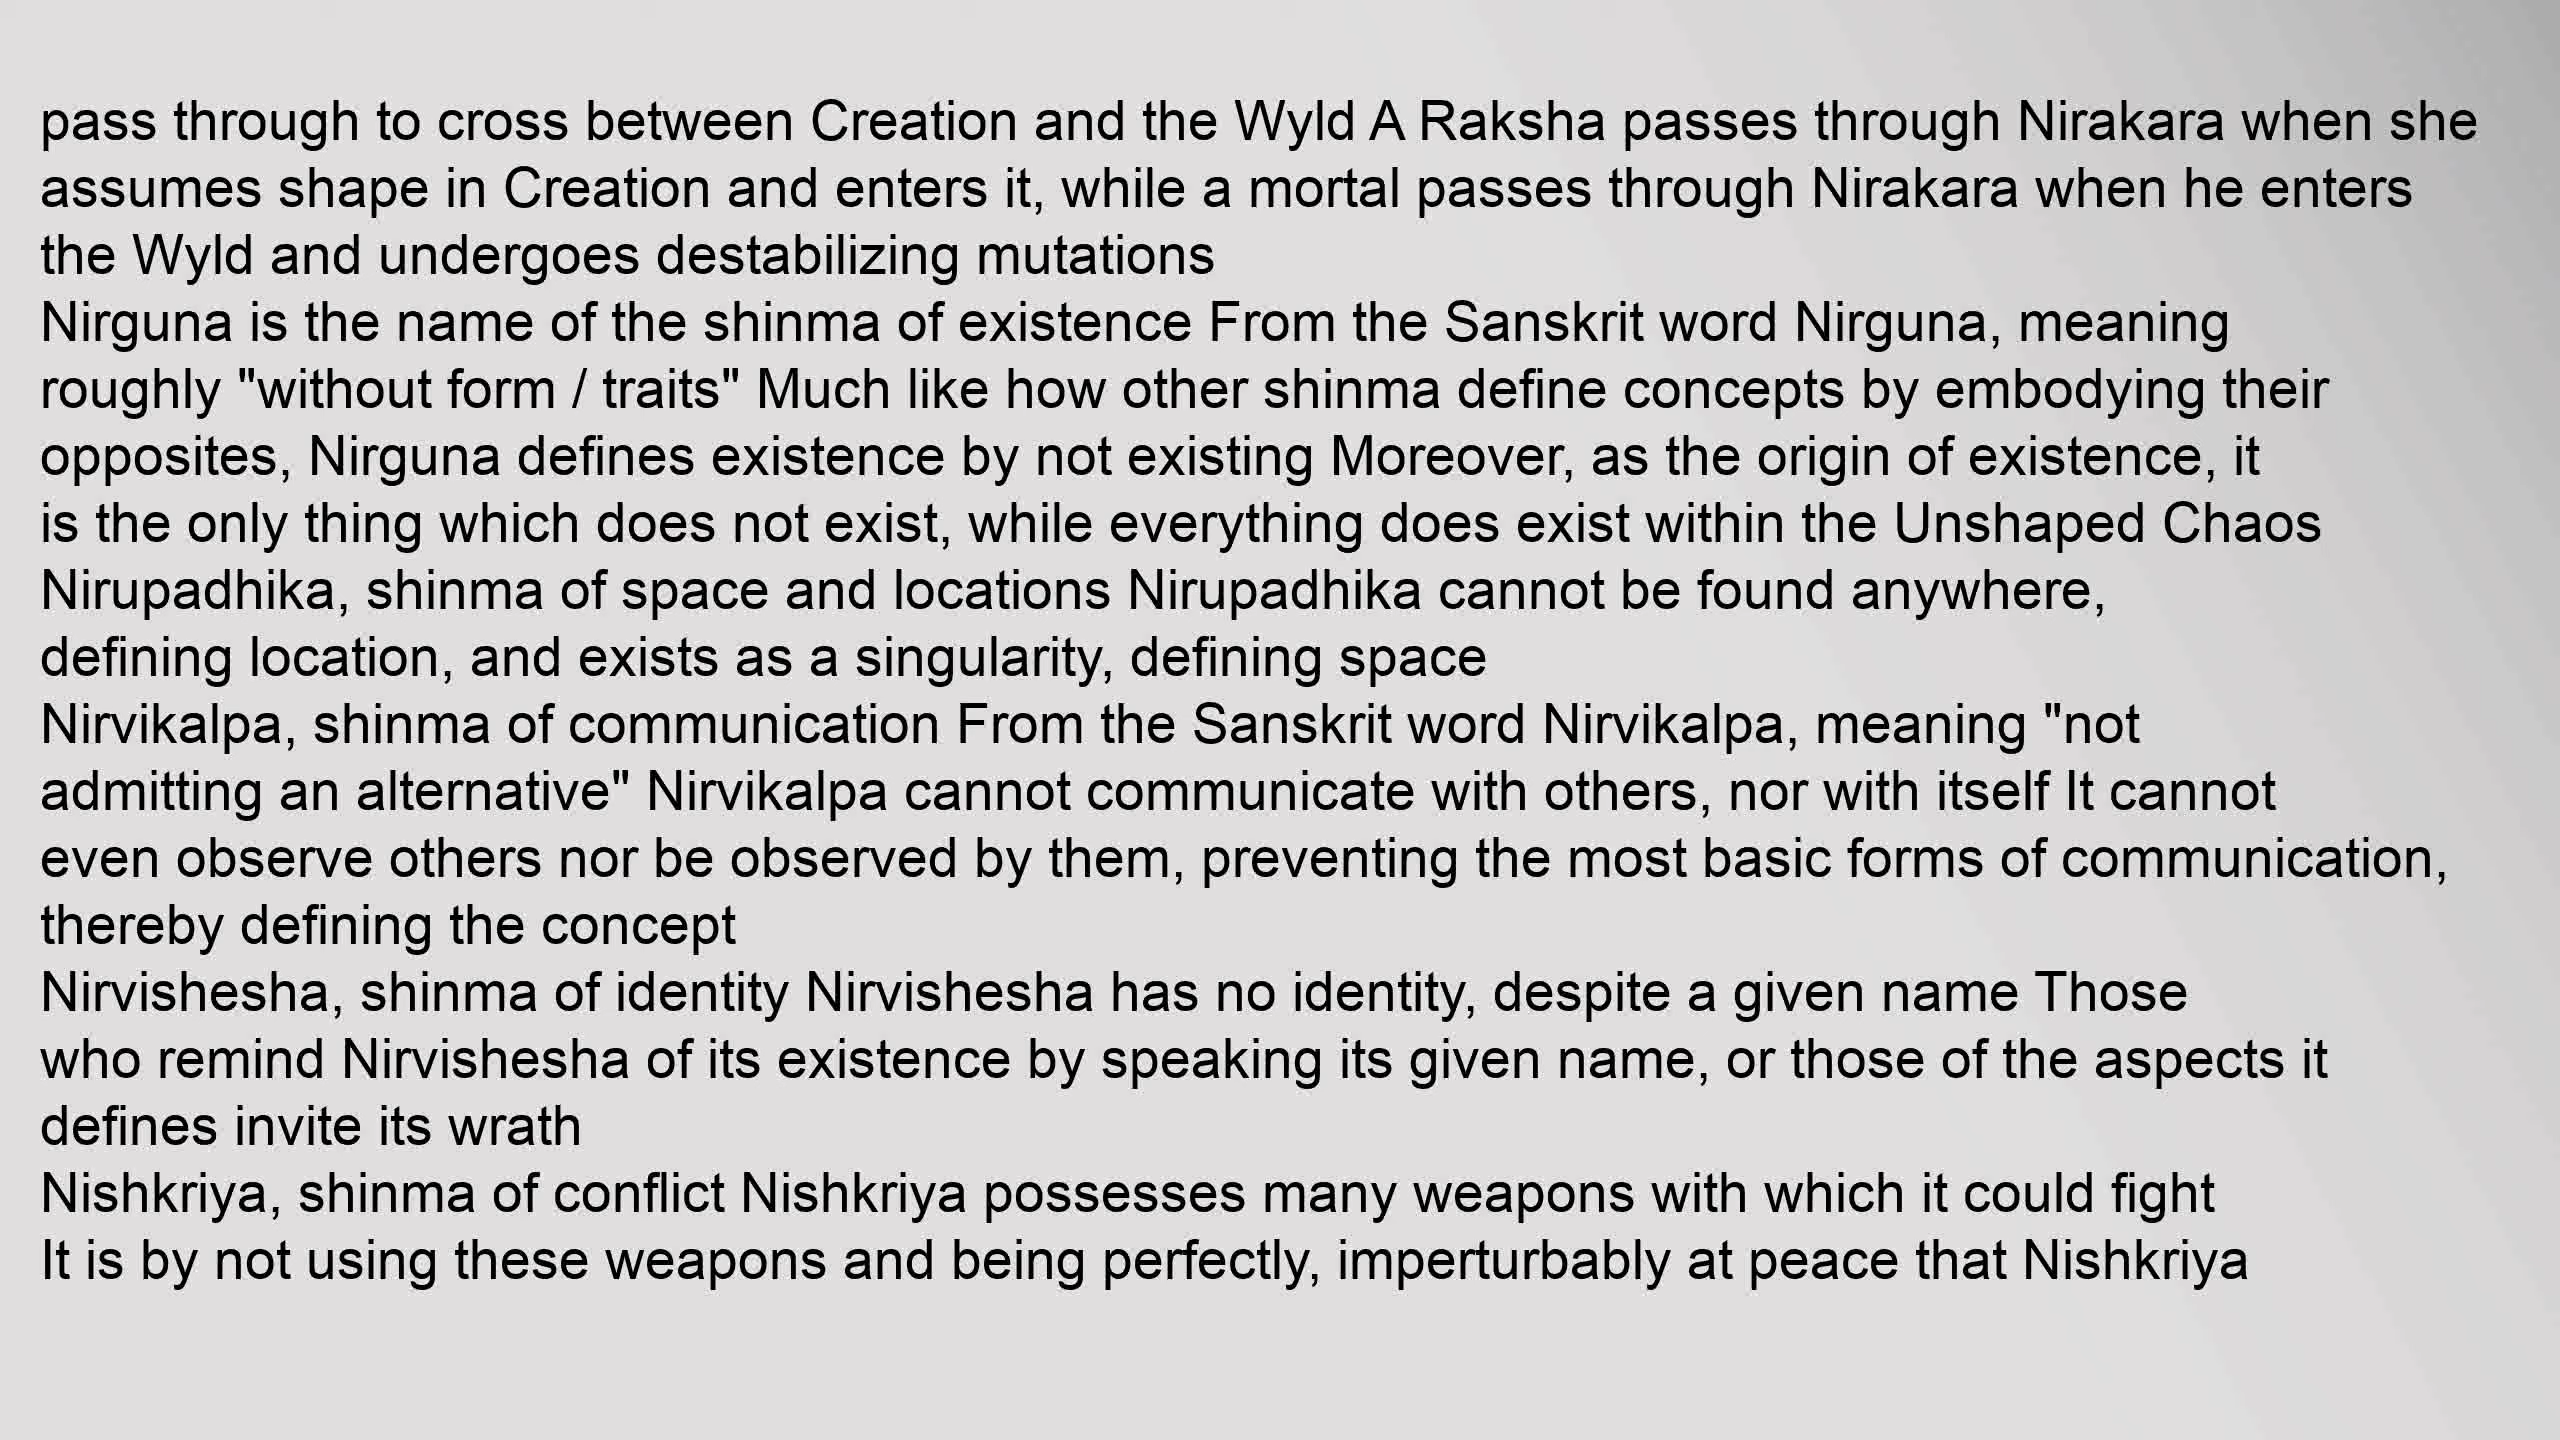 pass through to cross between Creation and the Wyld A Raksha passes through Nirakara when she
assumes shape in Creation and enters it, while a mortal passes through Nirakara when he enters
the Wyld and undergoes destabilizing mutations
Nirguna is the name of the shinma of existence From the Sanskrit word Nirguna, meaning
roughly "without form / traits" Much like how other shinma define concepts by embodying their
opposites, Nirguna defines existence by not existing Moreover, as the origin of existence, it
is the only thing which does not exist, while everything does exist within the Unshaped Chaos
Nirupadhika, shinma of space and locations Nirupadhika cannot be found anywhere,
defining location, and exists as a singularity, defining space
Nirvikalpa, shinma of communication From the Sanskrit word Nirvikalpa, meaning "not
admitting an alternative" Nirvikalpa cannot communicate with others, nor with itself It cannot
even observe others nor be observed by them, preventing the most basic forms of communication,
thereby defining the concept
Nirvishesha, shinma of identity Nirvishesha has no identity, despite a given name Those
who remind Nirvishesha of its existence by speaking its given name, or those of the aspects it
defines invite its wrath
Nishkriya, shinma of conflict Nishkriya possesses many weapons with which it could fight
It is by not using these weapons and being perfectly, imperturbably at peace that Nishkriya